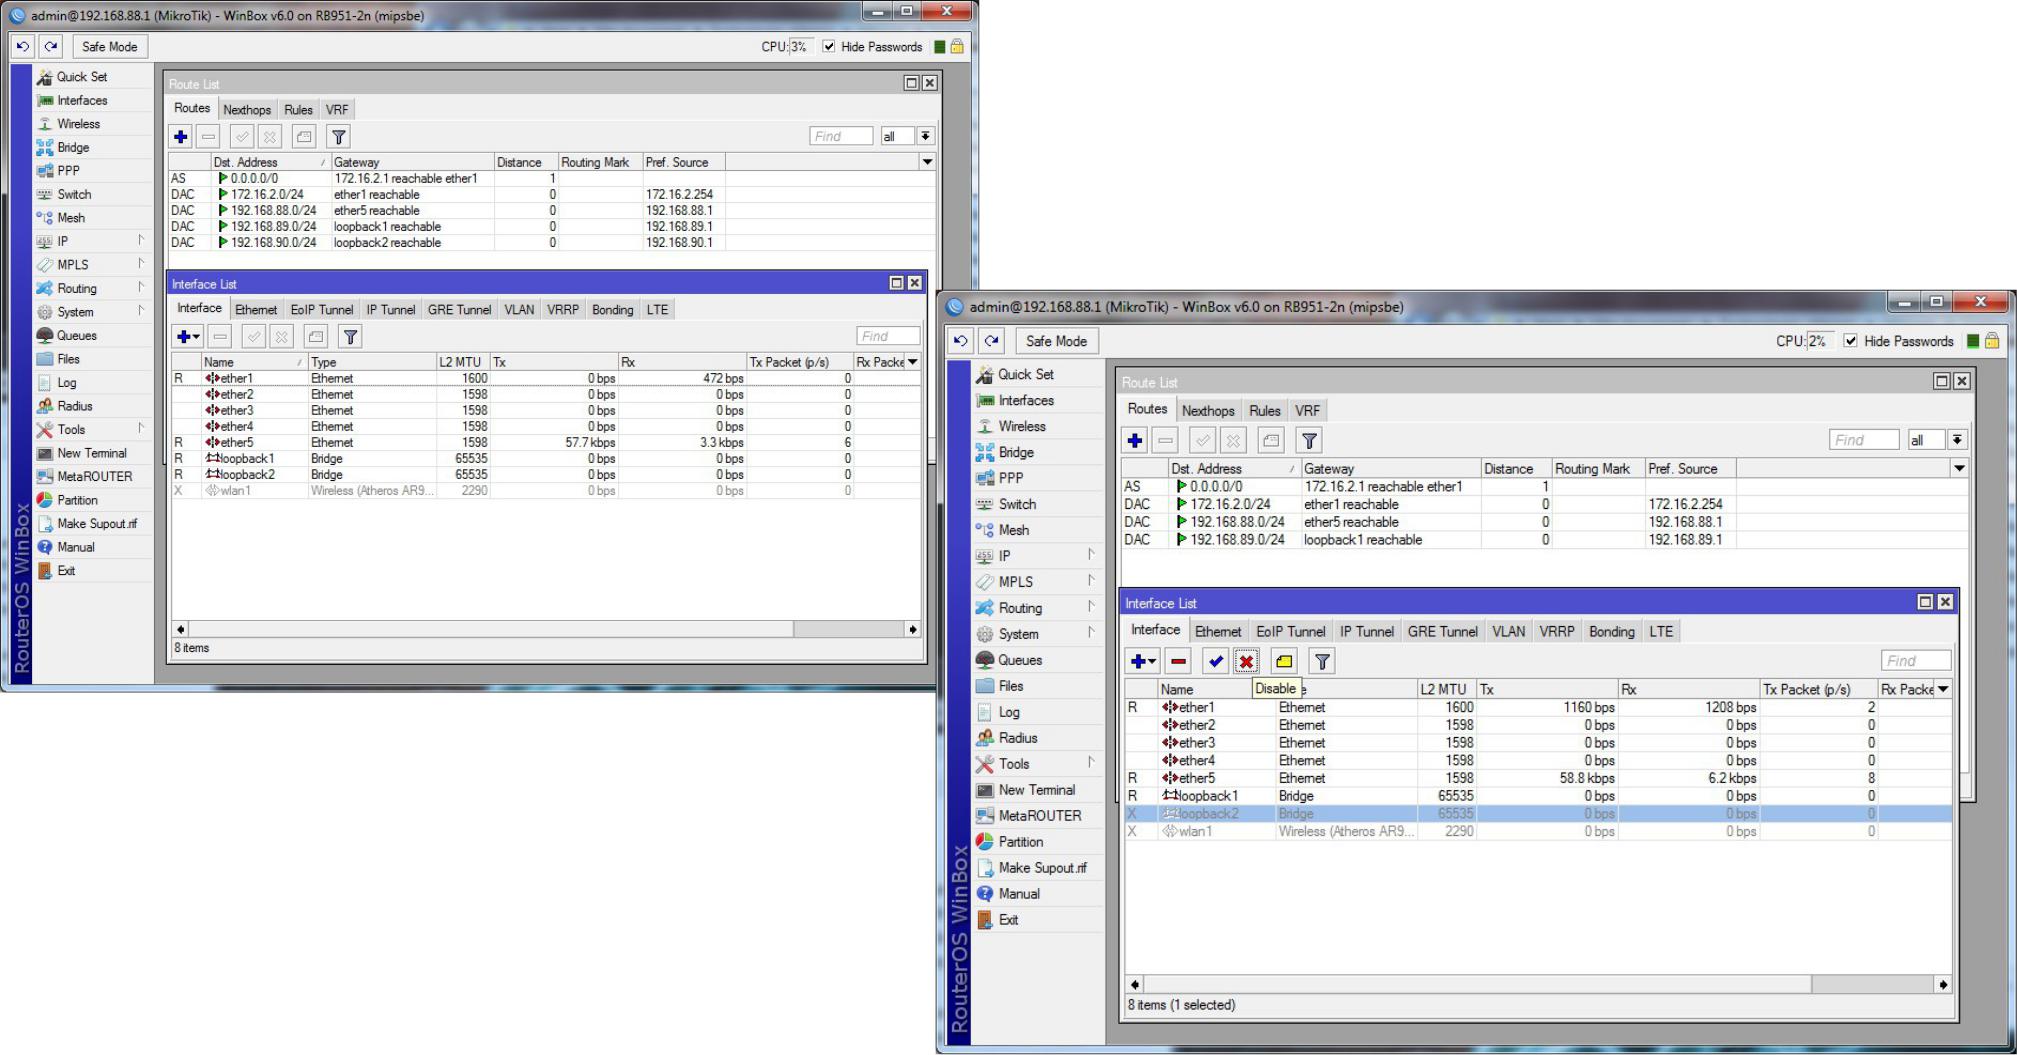 admin@192.168.88.1 (MikroTik) - WinBox v6.0 on RB951-2n (mipsbe)
Safe Mode
CPU: 3% Hide Passwords
Quick Set
Interfaces
Wireless
Bridge
PPP
Switch
Mesh
IP
MPLS
Routing
System
Queues
Files
Log
Radius
Tools
New Terminal
MetaROUTER
Partition
Make Supout.rif
Manual
Exit
RouterOS WinBox
Route List
Routes Nexthops Rules VRF
Find all
Dst. Address / Gateway Distance Routing Mark Pref. Source
AS 0.0.0.0/0 172.16.2.1 reachable ether1 1
DAC 172.16.2.0/24 ether1 reachable 0 172.16.2.254
DAC 192.168.88.0/24 ether5 reachable 0 192.168.88.1
DAC 192.168.89.0/24 loopback1 reachable 0 192.168.89.1
DAC 192.168.90.0/24 loopback2 reachable 0 192.168.90.1
Interface List
Interface Ethernet EoIP Tunnel IP Tunnel GRE Tunnel VLAN VRRP Bonding LTE
Find
Name / Type L2 MTU Tx Rx Tx Packet (p/s) Rx Packe
R ether1 Ethernet 1600 0 bps 472 bps 0
ether2 Ethernet 1598 0 bps 0 bps 0
ether3 Ethernet 1598 0 bps 0 bps 0
ether4 Ethernet 1598 0 bps 0 bps 0
R ether5 Ethernet 1598 57.7 kbps 3.3 kbps 6
R loopback1 Bridge 65535 0 bps 0 bps 0
R loopback2 Bridge 65535 0 bps 0 bps 0
X wlan1 Wireless (Atheros AR9... 2290 0 bps 0 bps 0
8 items
admin@192.168.88.1 (MikroTik) - WinBox v6.0 on RB951-2n (mipsbe)
Safe Mode
CPU: 2% Hide Passwords
Quick Set
Interfaces
Wireless
Bridge
PPP
Switch
Mesh
IP
MPLS
Routing
System
Queues
Files
Log
Radius
Tools
New Terminal
MetaROUTER
Partition
Make Supout.rif
Manual
Exit
RouterOS WinBox
Route List
Routes Nexthops Rules VRF
Find all
Dst. Address / Gateway Distance Routing Mark Pref. Source
AS 0.0.0.0/0 172.16.2.1 reachable ether1 1
DAC 172.16.2.0/24 ether1 reachable 0 172.16.2.254
DAC 192.168.88.0/24 ether5 reachable 0 192.168.88.1
DAC 192.168.89.0/24 loopback1 reachable 0 192.168.89.1
Interface List
Interface Ethernet EoIP Tunnel IP Tunnel GRE Tunnel VLAN VRRP Bonding LTE
Find
Disable
Name L2 MTU Tx Rx Tx Packet (p/s) Rx Packe
R ether1 Ethernet 1600 1160 bps 1208 bps 2
ether2 Ethernet 1598 0 bps 0 bps 0
ether3 Ethernet 1598 0 bps 0 bps 0
ether4 Ethernet 1598 0 bps 0 bps 0
R ether5 Ethernet 1598 58.8 kbps 6.2 kbps 8
R loopback1 Bridge 65535 0 bps 0 bps 0
X loopback2 Bridge 65535 0 bps 0 bps 0
X wlan1 Wireless (Atheros AR9... 2290 0 bps 0 bps 0
8 items (1 selected)